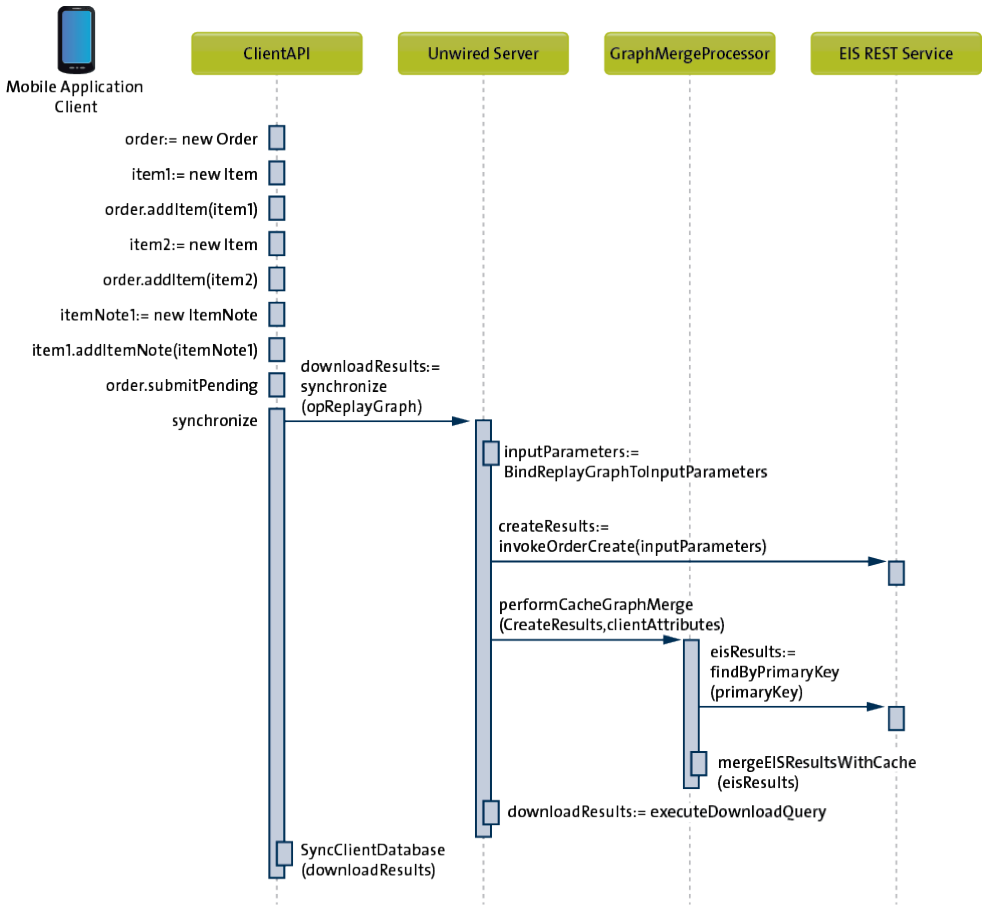 Mobile Application
Client
ClientAPI
Unwired Server
GraphMergeProcessor
EIS REST Service
order:= new Order
item1:= new Item
order.addItem(item1)
item2:= new Item
order.addItem(item2)
itemNote1:= new ItemNote
item1.addItemNote(itemNote1)
order.submitPending
synchronize
downloadResults:=
synchronize
(opReplayGraph)
inputParameters:=
BindReplayGraphToInputParameters
createResults:=
invokeOrderCreate(inputParameters)
performCacheGraphMerge
(CreateResults,clientAttributes)
eisResults:=
findByPrimaryKey
(primaryKey)
mergeEISResultsWithCache
(eisResults)
downloadResults:= executeDownloadQuery
SyncClientDatabase
(downloadResults)